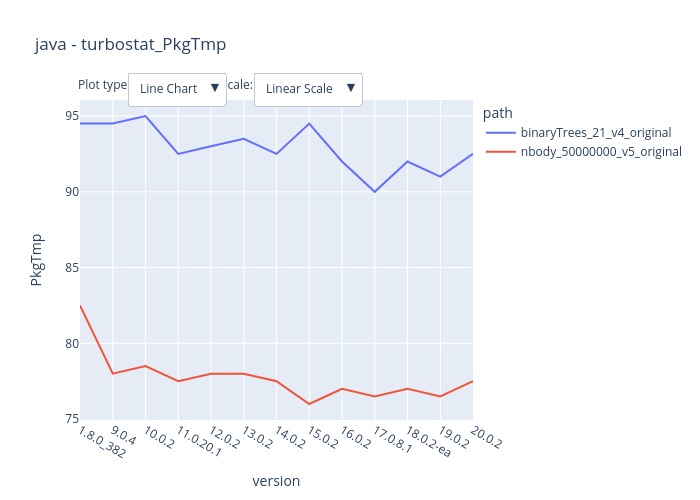 java - turbostat_PkgTmp
Plot type
Line Chart ▼
cale:
Linear Scale ▼
95
90
85
80
75
PkgTmp
1.8.0_382
9.0.4
10.0.2
11.0.20.1
12.0.2
13.0.2
14.0.2
15.0.2
16.0.2
17.0.8.1
18.0.2-ea
19.0.2
20.0.2
version
path
binaryTrees_21_v4_original
nbody_50000000_v5_original